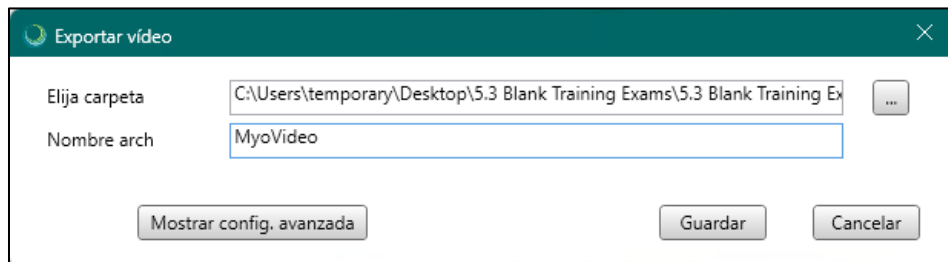 Exportar vídeo
Elija carpeta C:\Users\temporary\Desktop\5.3 Blank Training Exams\5.3 Blank Training Ex ...
Nombre arch MyoVideo
Mostrar config. avanzada Guardar Cancelar